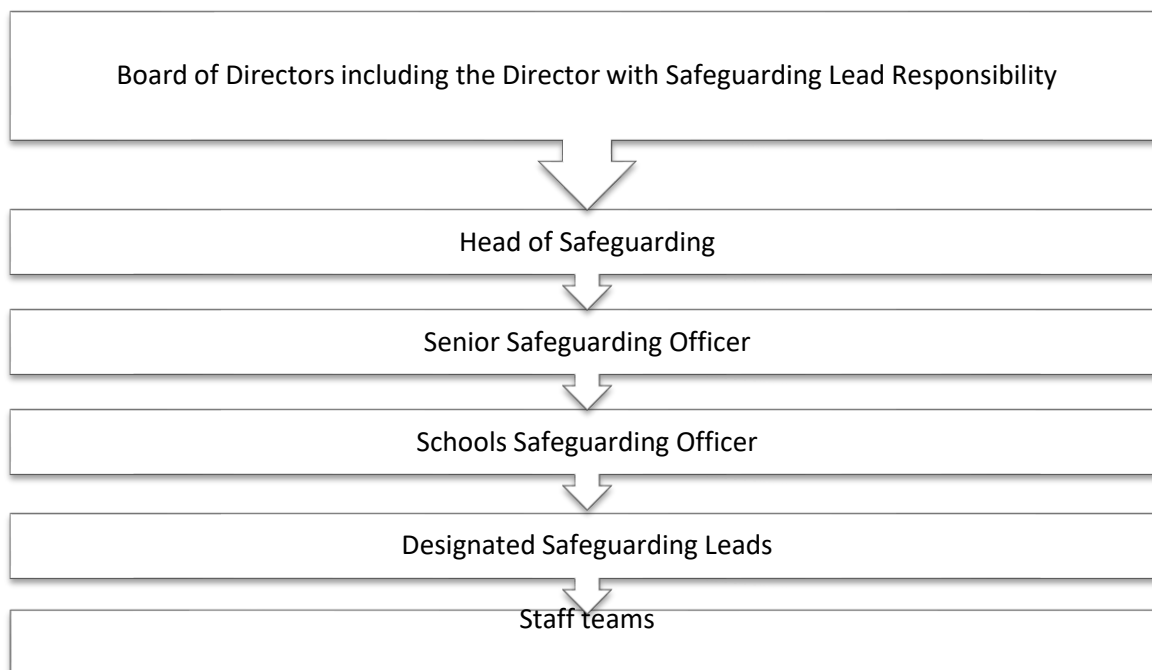 Board of Directors including the Director with Safeguarding Lead Responsibility
Head of Safeguarding
Senior Safeguarding Officer
Schools Safeguarding Officer
Designated Safeguarding Leads
Staff teams